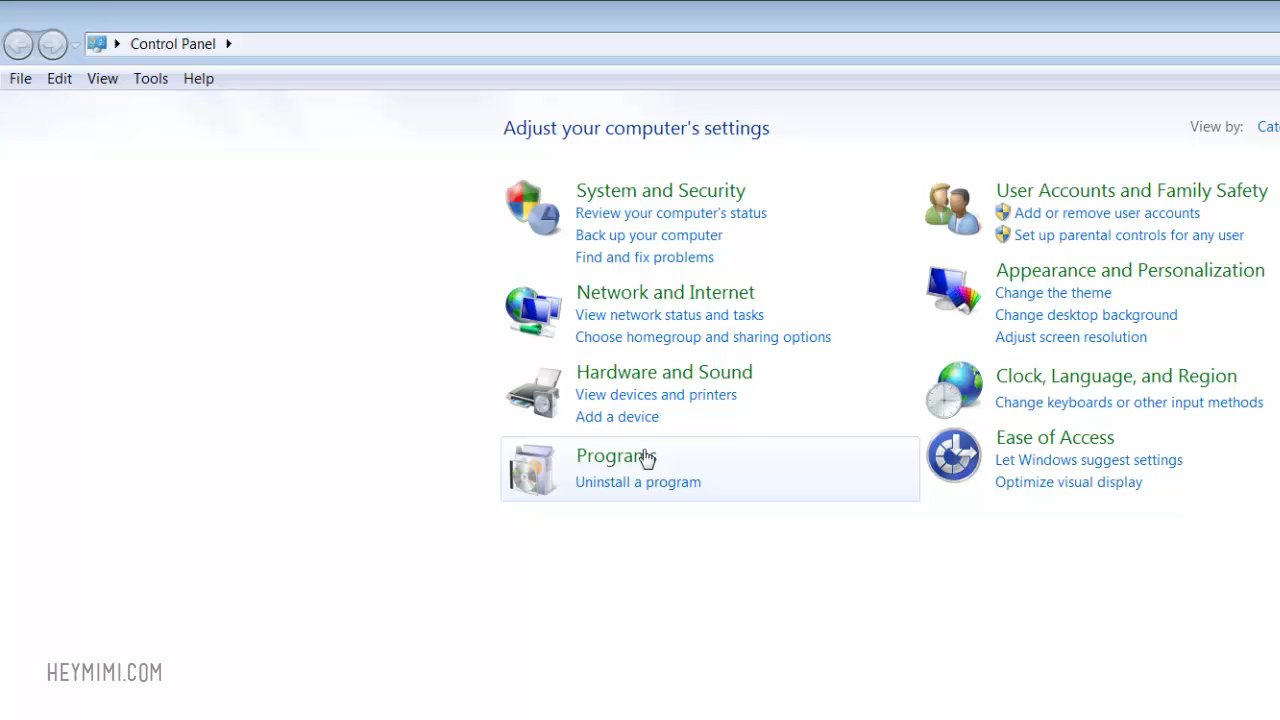 Control Panel
File Edit View Tools Help
Adjust your computer's settings
View by:
System and Security
Review your computer's status
Back up your computer
Find and fix problems
Network and Internet
View network status and tasks
Choose homegroup and sharing options
Hardware and Sound
View devices and printers
Add a device
Programs
Uninstall a program
User Accounts and Family Safety
Add or remove user accounts
Set up parental controls for any user
Appearance and Personalization
Change the theme
Change desktop background
Adjust screen resolution
Clock, Language, and Region
Change keyboards or other input methods
Ease of Access
Let Windows suggest settings
Optimize visual display
HEYMIMI.COM